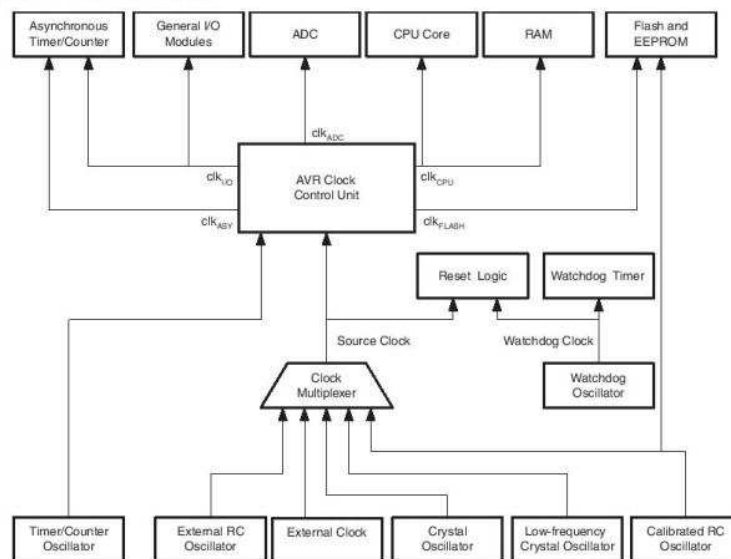 Asynchronous
Timer/Counter
General I/O
Modules
ADC
CPU Core
RAM
Flash and
EEPROM
clk_ADC
AVR Clock
Control Unit
clk_I/O
clk_CPU
clk_ASY
clk_FLASH
Reset Logic
Watchdog Timer
Source Clock
Watchdog Clock
Clock
Multiplexer
Watchdog
Oscillator
Timer/Counter
Oscillator
External RC
Oscillator
External Clock
Crystal
Oscillator
Low-frequency
Crystal Oscillator
Calibrated RC
Oscillator